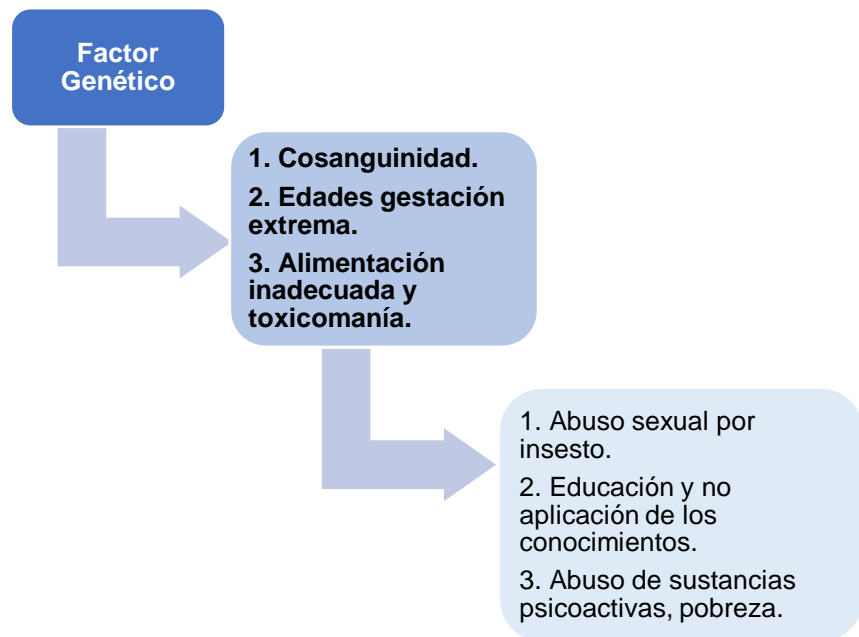 Factor
Genético
1. Cosanguinidad.
2. Edades gestación
extrema.
3. Alimentación
inadecuada y
toxicomanía.
1. Abuso sexual por
insesto.
2. Educación y no
aplicación de los
conocimientos.
3. Abuso de sustancias
psicoactivas, pobreza.